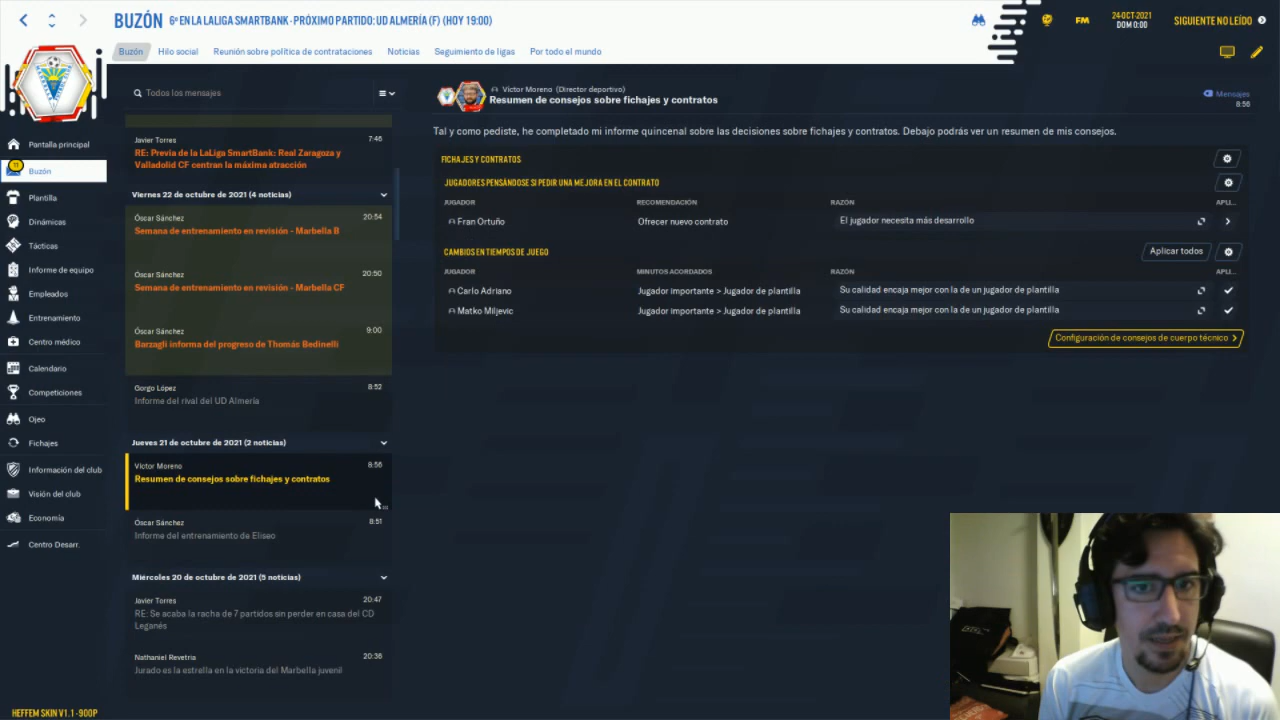 BUZÓN
6º EN LA LALIGA SMARTBANK - PRÓXIMO PARTIDO: UD ALMERÍA (F) (HOY 19:00)
FM
24-OCT-2021
DOM 0:00
SIGUIENTE NO LEÍDO
Buzón
Hilo social
Reunión sobre política de contrataciones
Noticias
Seguimiento de ligas
Por todo el mundo
Pantalla principal
11
Buzón
Plantilla
Dinámicas
Tácticas
Informe de equipo
Empleados
Entrenamiento
Centro médico
Calendario
Competiciones
Ojeo
Fichajes
Información del club
Visión del club
Economía
Centro Desarr.
HEFFEM SKIN V1.1 - 900P
Todos los mensajes
Javier Torres
7:46
RE: Previa de la LaLiga SmartBank: Real Zaragoza y
Valladolid CF centran la máxima atracción
Viernes 22 de octubre de 2021 (4 noticias)
Óscar Sánchez
20:54
Semana de entrenamiento en revisión - Marbella B
Óscar Sánchez
20:50
Semana de entrenamiento en revisión - Marbella CF
Óscar Sánchez
9:00
Barzagli informa del progreso de Thomás Bedinelli
Gorgo López
8:52
Informe del rival del UD Almería
Jueves 21 de octubre de 2021 (2 noticias)
Víctor Moreno
8:56
Resumen de consejos sobre fichajes y contratos
Óscar Sánchez
8:51
Informe del entrenamiento de Eliseo
Miércoles 20 de octubre de 2021 (5 noticias)
Javier Torres
20:47
RE: Se acaba la racha de 7 partidos sin perder en casa del CD
Leganés
Nathaniel Revetria
20:36
Jurado es la estrella en la victoria del Marbella juvenil
Víctor Moreno (Director deportivo)
Resumen de consejos sobre fichajes y contratos
Mensajes
8:56
Tal y como pediste, he completado mi informe quincenal sobre las decisiones sobre fichajes y contratos. Debajo podrás ver un resumen de mis consejos.
FICHAJES Y CONTRATOS
JUGADORES PENSÁNDOSE SI PEDIR UNA MEJORA EN EL CONTRATO
JUGADOR
RECOMENDACIÓN
RAZÓN
APLI...
Fran Ortuño
Ofrecer nuevo contrato
El jugador necesita más desarrollo
CAMBIOS EN TIEMPOS DE JUEGO
Aplicar todos
JUGADOR
MINUTOS ACORDADOS
RAZÓN
APLI...
Carlo Adriano
Jugador importante > Jugador de plantilla
Su calidad encaja mejor con la de un jugador de plantilla
Matko Miljevic
Jugador importante > Jugador de plantilla
Su calidad encaja mejor con la de un jugador de plantilla
Configuración de consejos de cuerpo técnico